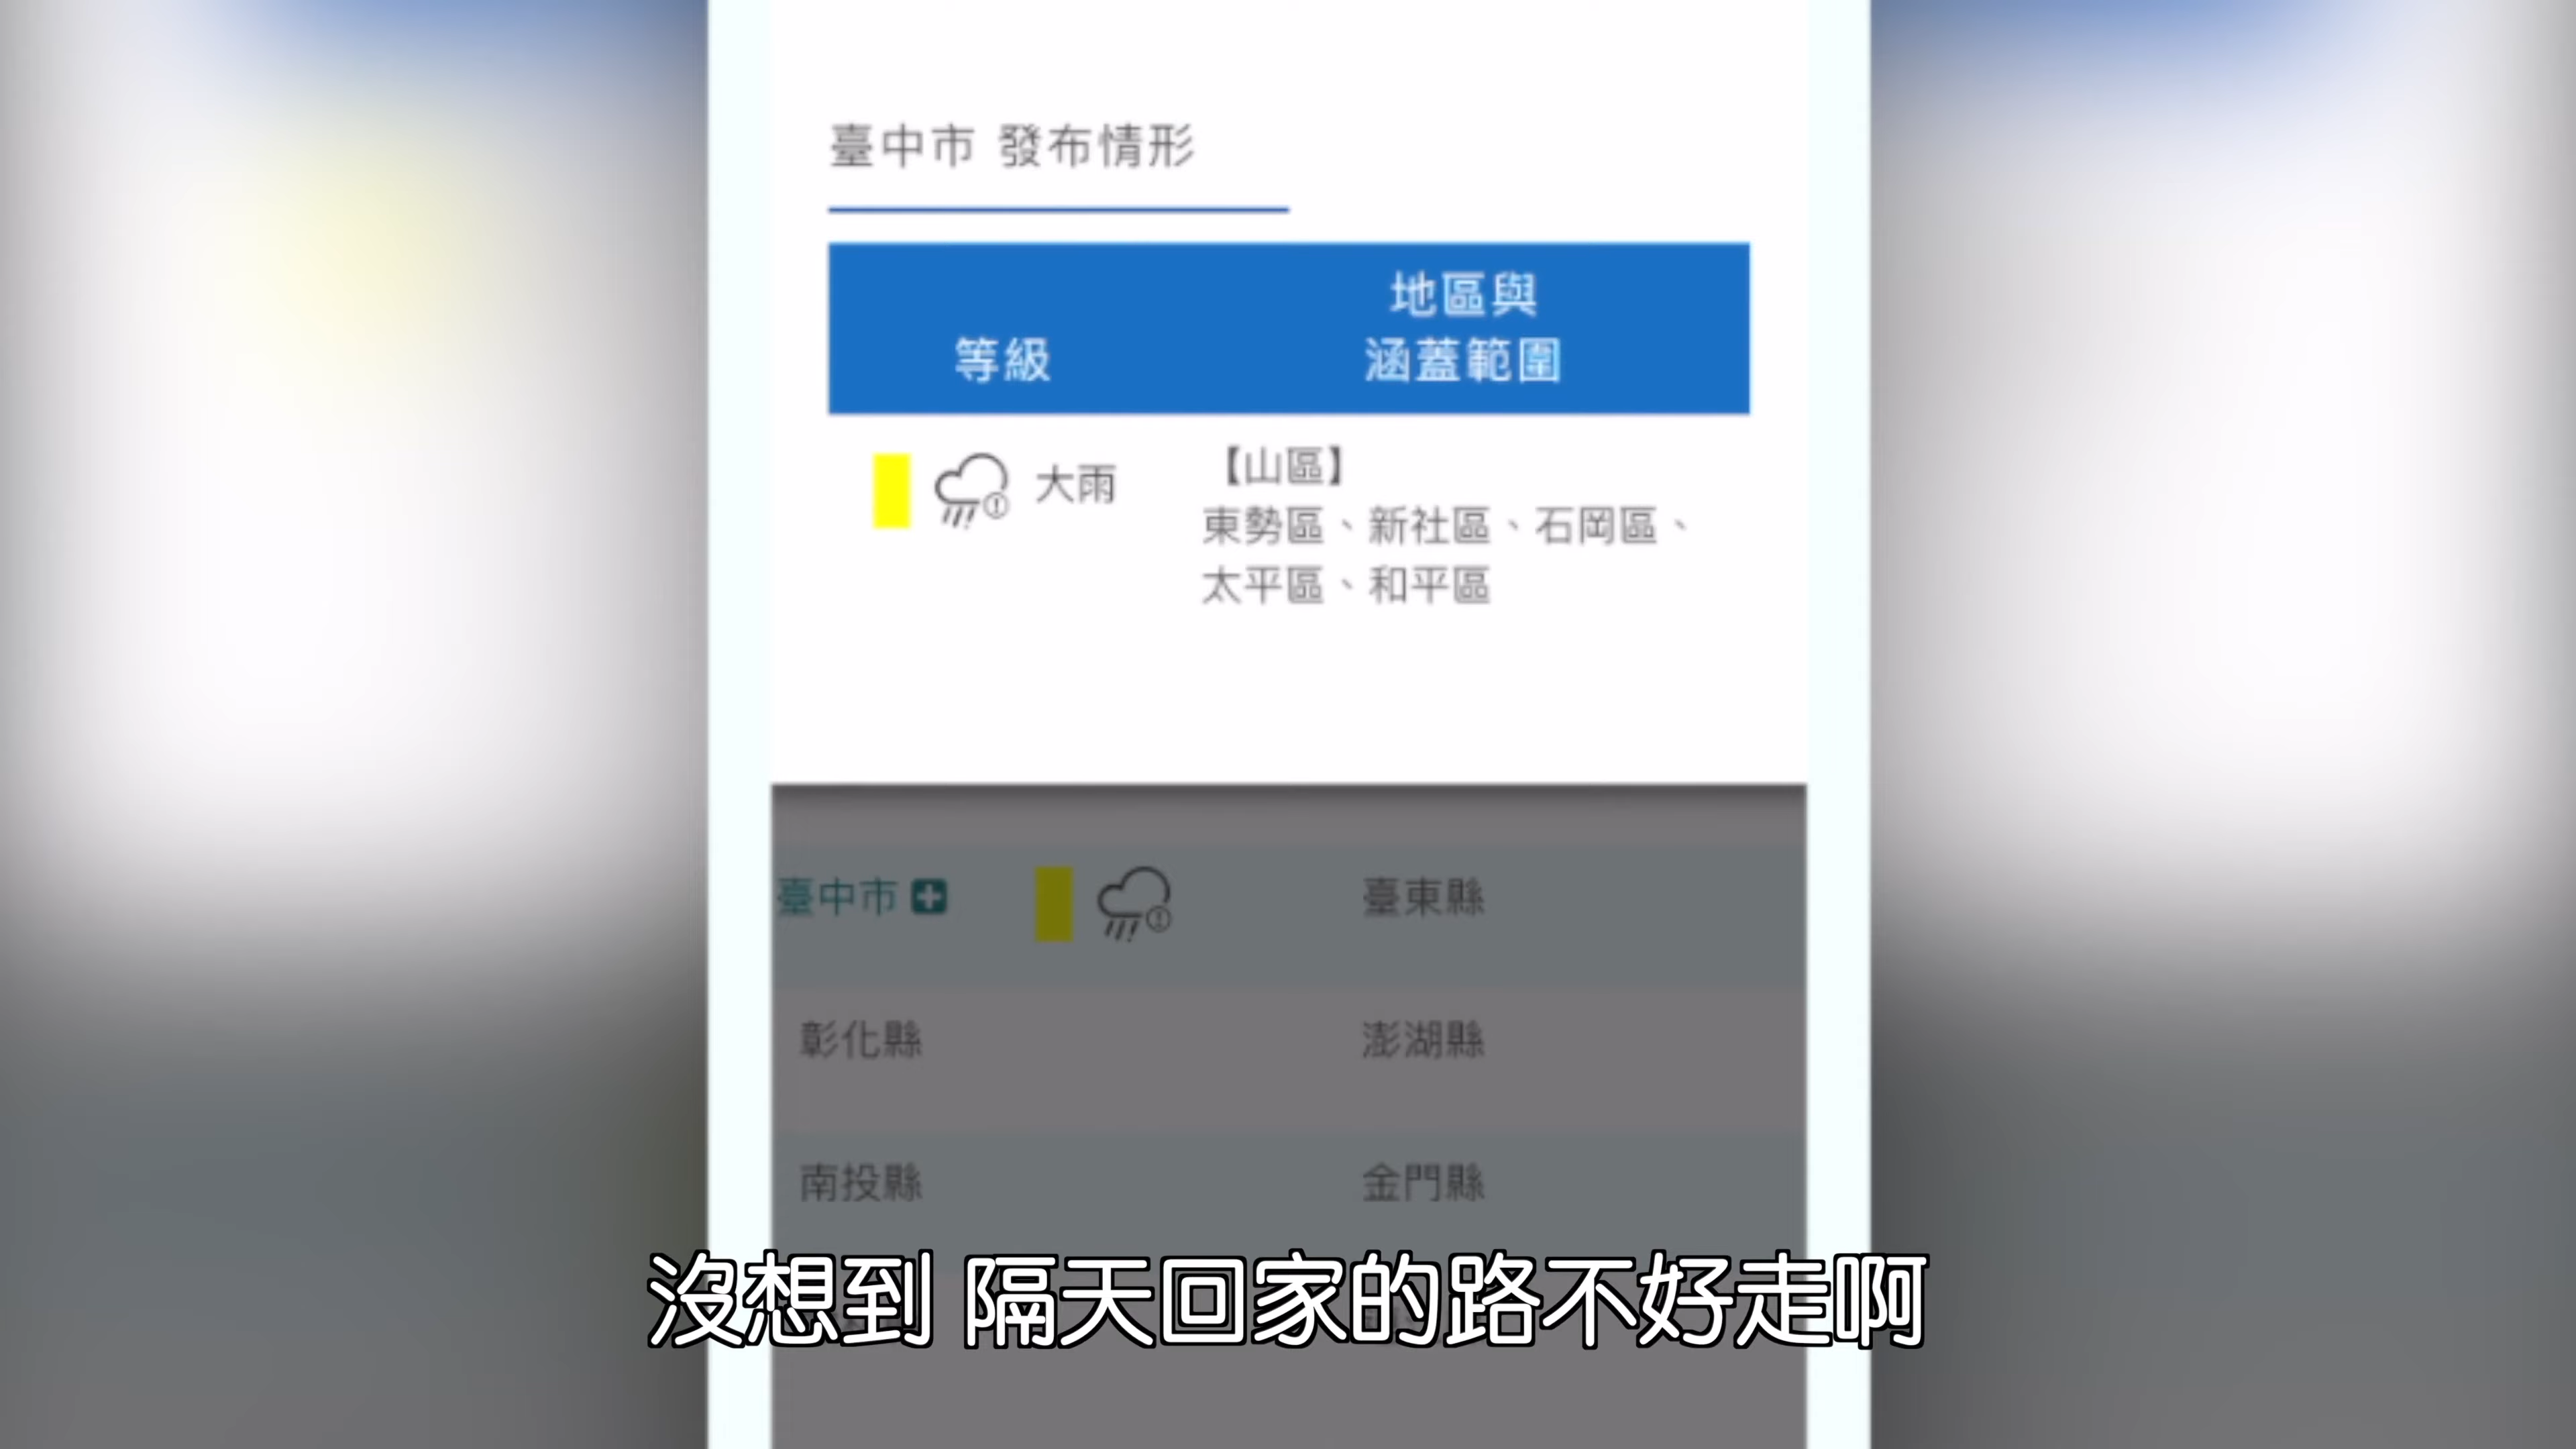 臺中市 發布情形
等級
地區與
涵蓋範圍
大雨
【山區】
東勢區、新社區、石岡區、
太平區、和平區
臺中市
臺東縣
彰化縣
澎湖縣
南投縣
金門縣
沒想到 隔天回家的路不好走啊